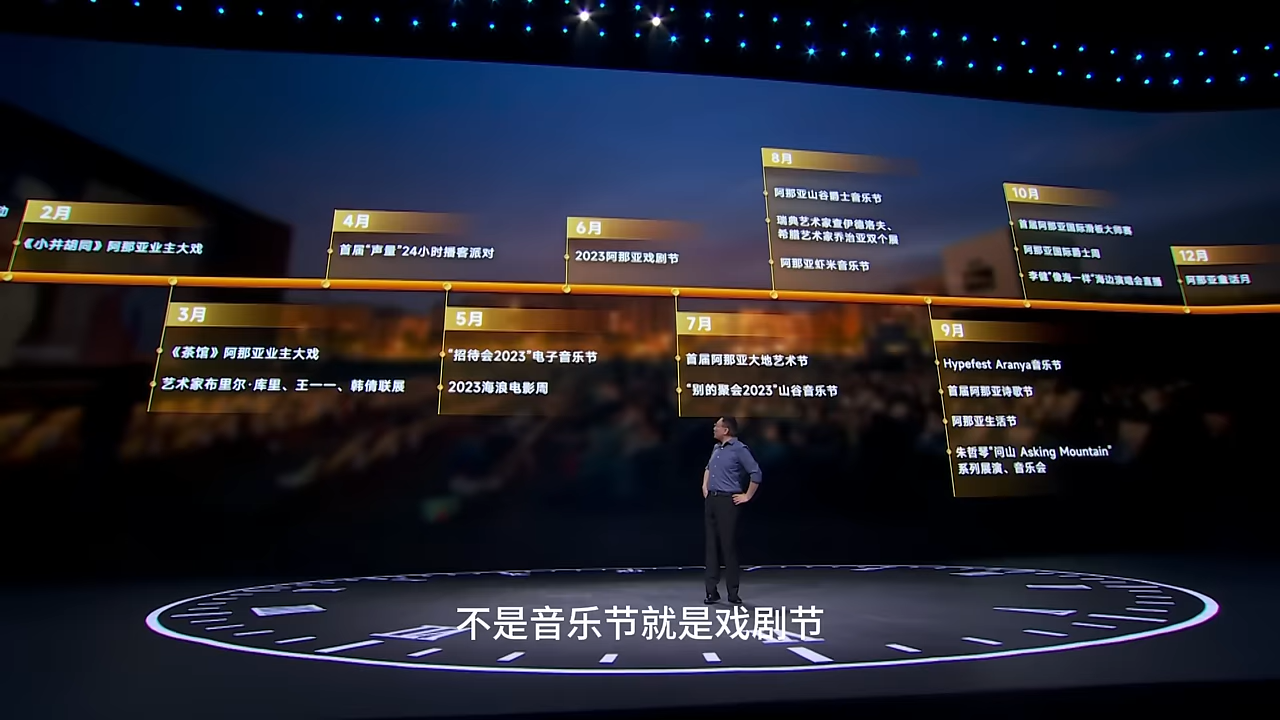 动
2月
《小井胡同》阿那亚业主大戏
3月
《茶馆》阿那亚业主大戏
艺术家布里尔·库里、王一一、韩倩联展
4月
首届“声量”24小时播客派对
5月
“招待会2023”电子音乐节
2023海浪电影周
6月
2023阿那亚戏剧节
7月
首届阿那亚大地艺术节
“别的聚会2023”山谷音乐节
8月
阿那亚山谷爵士音乐节
瑞典艺术家查伊德洛夫、
希腊艺术家乔治亚双个展
阿那亚虾米音乐节
9月
Hypefest Aranya音乐节
首届阿那亚诗歌节
阿那亚生活节
朱哲琴“问山 Asking Mountain”
系列展演、音乐会
10月
首届阿那亚国际滑板大师赛
阿那亚国际爵士周
李健“像海一样”海边演唱会直播
12月
阿那亚童话月
不是音乐节就是戏剧节